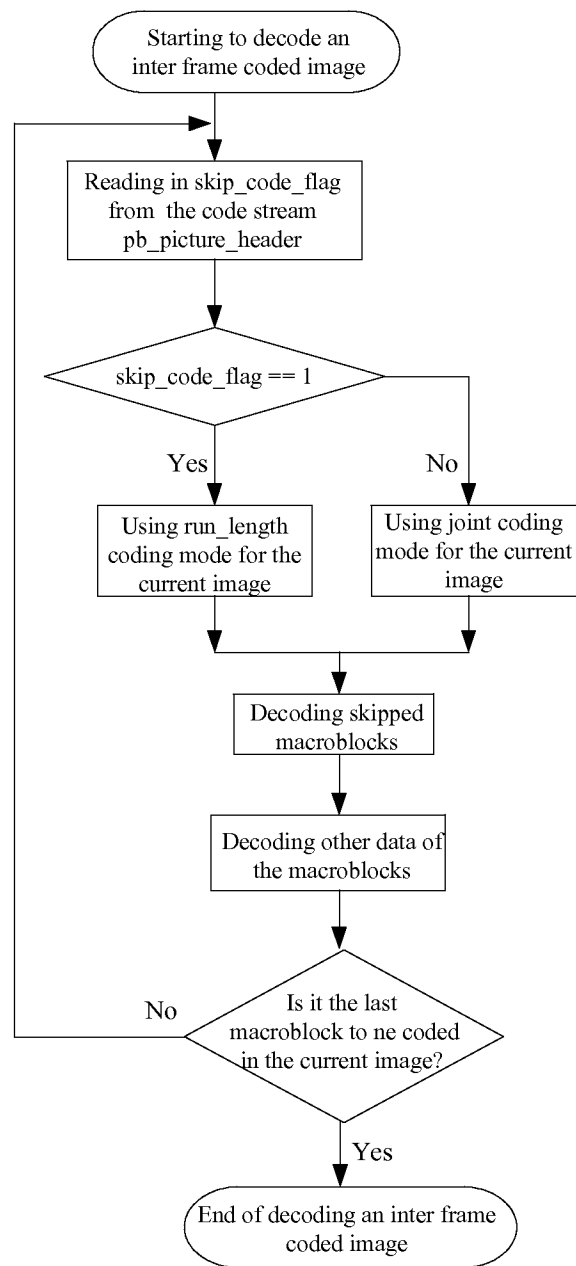 Starting to decode an
inter frame coded image
Reading in skip_code_flag
from the code stream
pb_picture_header
skip_code_flag == 1
Yes
No
Using run_length
coding mode for the
current image
Using joint coding
mode for the current
image
Decoding skipped
macroblocks
Decoding other data of
the macroblocks
No
Is it the last
macroblock to ne coded
in the current image?
Yes
End of decoding an inter frame
coded image